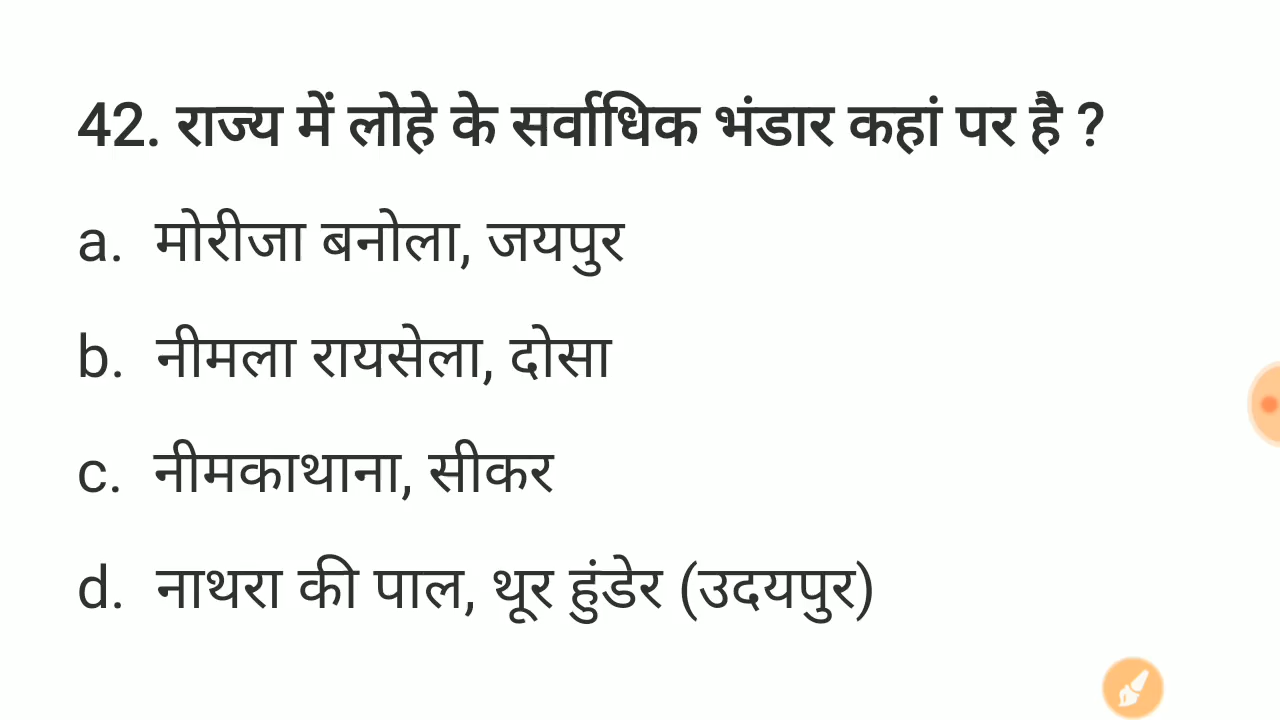 42. राज्य में लोहे के सर्वाधिक भंडार कहां पर है ?
a. मोरीजा बनोला, जयपुर
b. नीमला रायसेला, दोसा
c. नीमकाथाना, सीकर
d. नाथरा की पाल, थूर हुंडेर (उदयपुर)